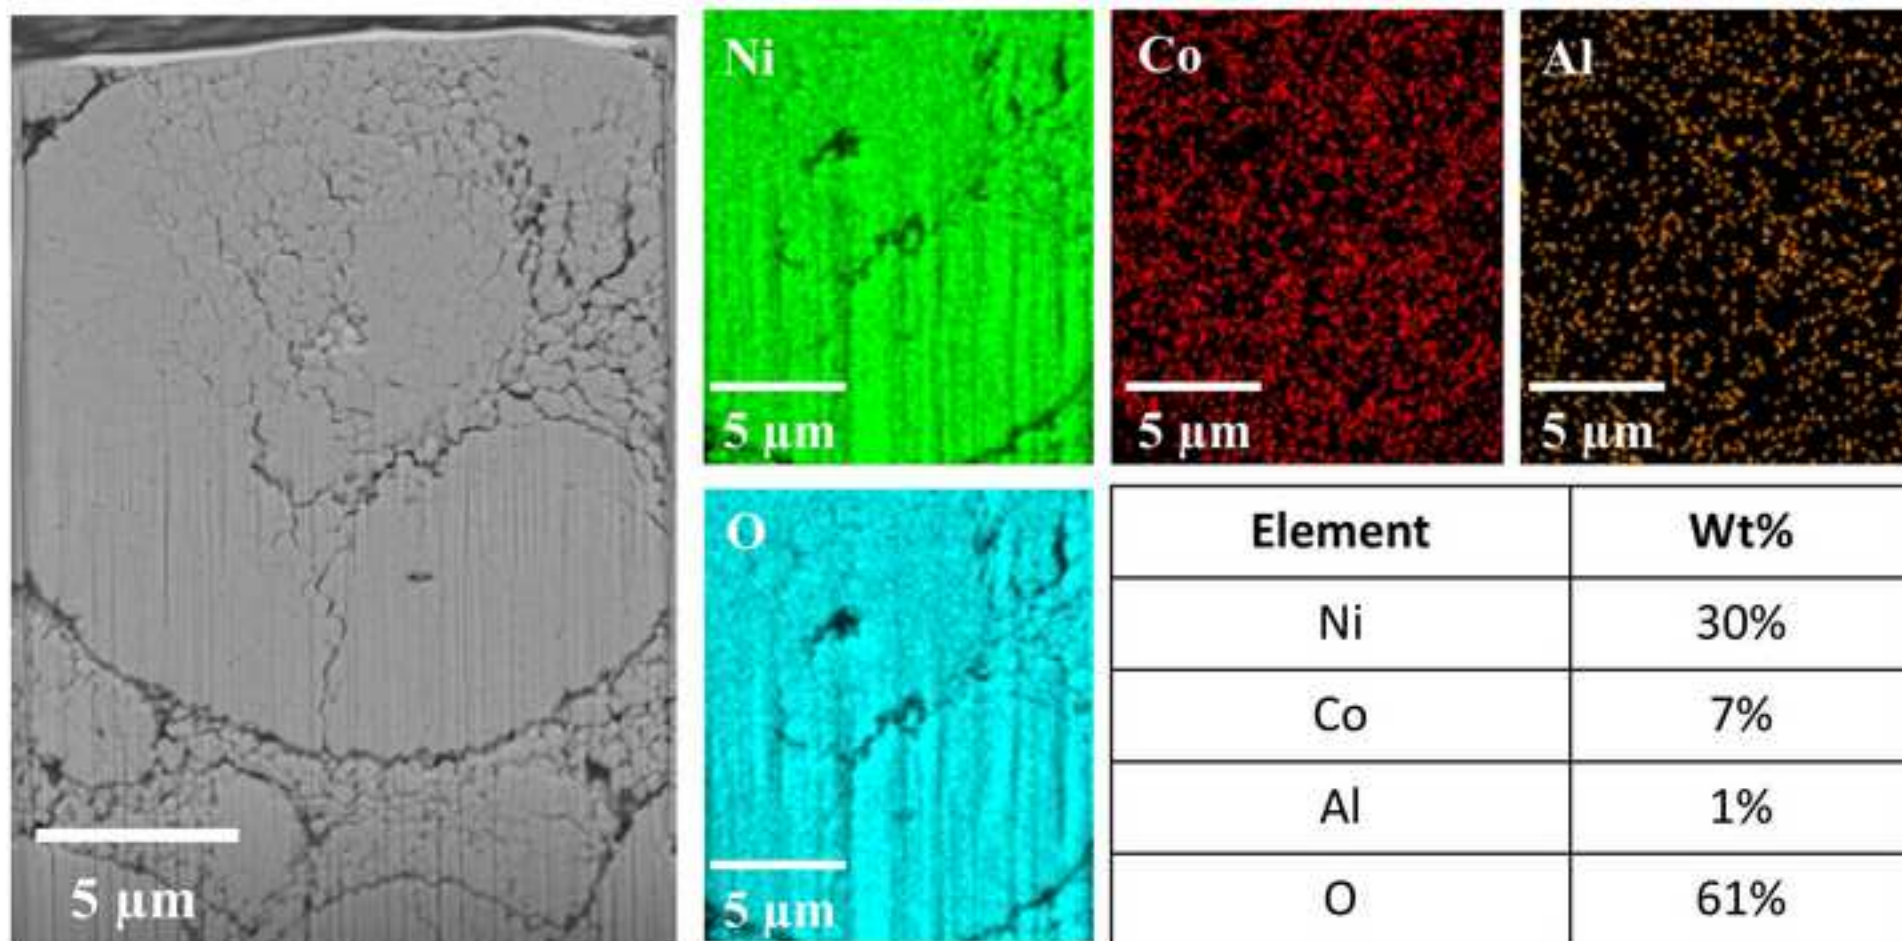 5 µm
Ni
5 µm
Co
5 µm
Al
5 µm
O
5 µm
Element Wt%
Ni 30%
Co 7%
Al 1%
O 61%